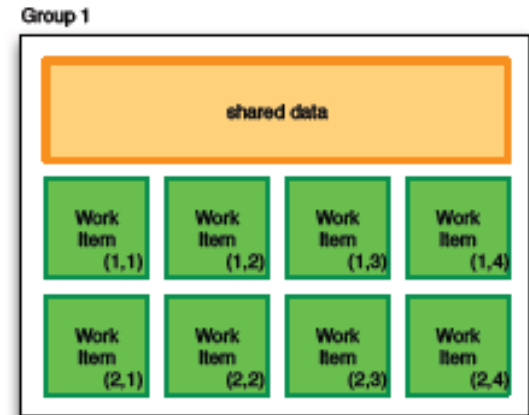 Group 1
shared data
Work
Item
(1,1)
Work
Item
(1,2)
Work
Item
(1,3)
Work
Item
(1,4)
Work
Item
(2,1)
Work
Item
(2,2)
Work
Item
(2,3)
Work
Item
(2,4)